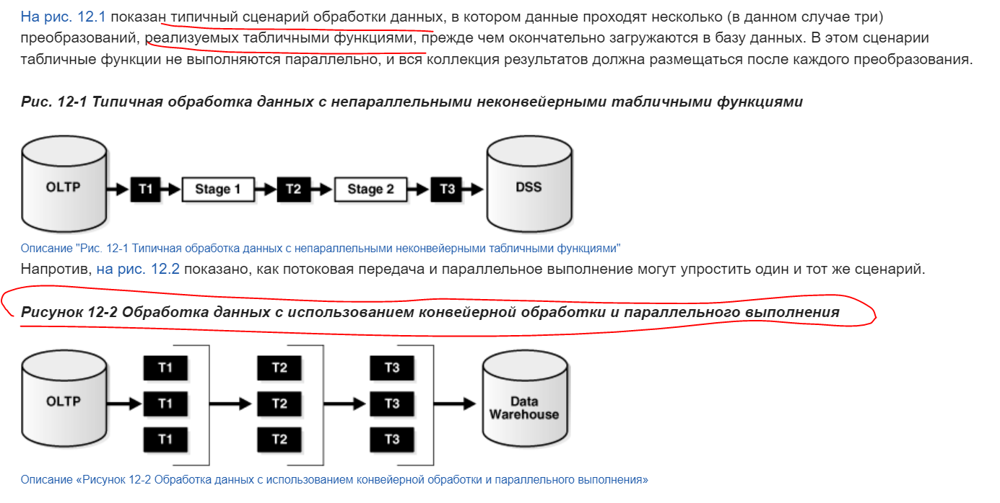 На рис. 12.1 показан типичный сценарий обработки данных, в котором данные проходят несколько (в данном случае три)
преобразований, реализуемых табличными функциями, прежде чем окончательно загружаются в базу данных. В этом сценарии
табличные функции не выполняются параллельно, и вся коллекция результатов должна размещаться после каждого преобразования.
Рис. 12-1 Типичная обработка данных с непараллельными неконвейерными табличными функциями
OLTP T1 Stage 1 T2 Stage 2 T3 DSS
Описание "Рис. 12-1 Типичная обработка данных с непараллельными неконвейерными табличными функциями"
Напротив, на рис. 12.2 показано, как потоковая передача и параллельное выполнение могут упростить один и тот же сценарий.
Рисунок 12-2 Обработка данных с использованием конвейерной обработки и параллельного выполнения
T1 T2 T3
OLTP T1 T2 T3 Data
Warehouse
T1 T2 T3
Описание «Рисунок 12-2 Обработка данных с использованием конвейерной обработки и параллельного выполнения»